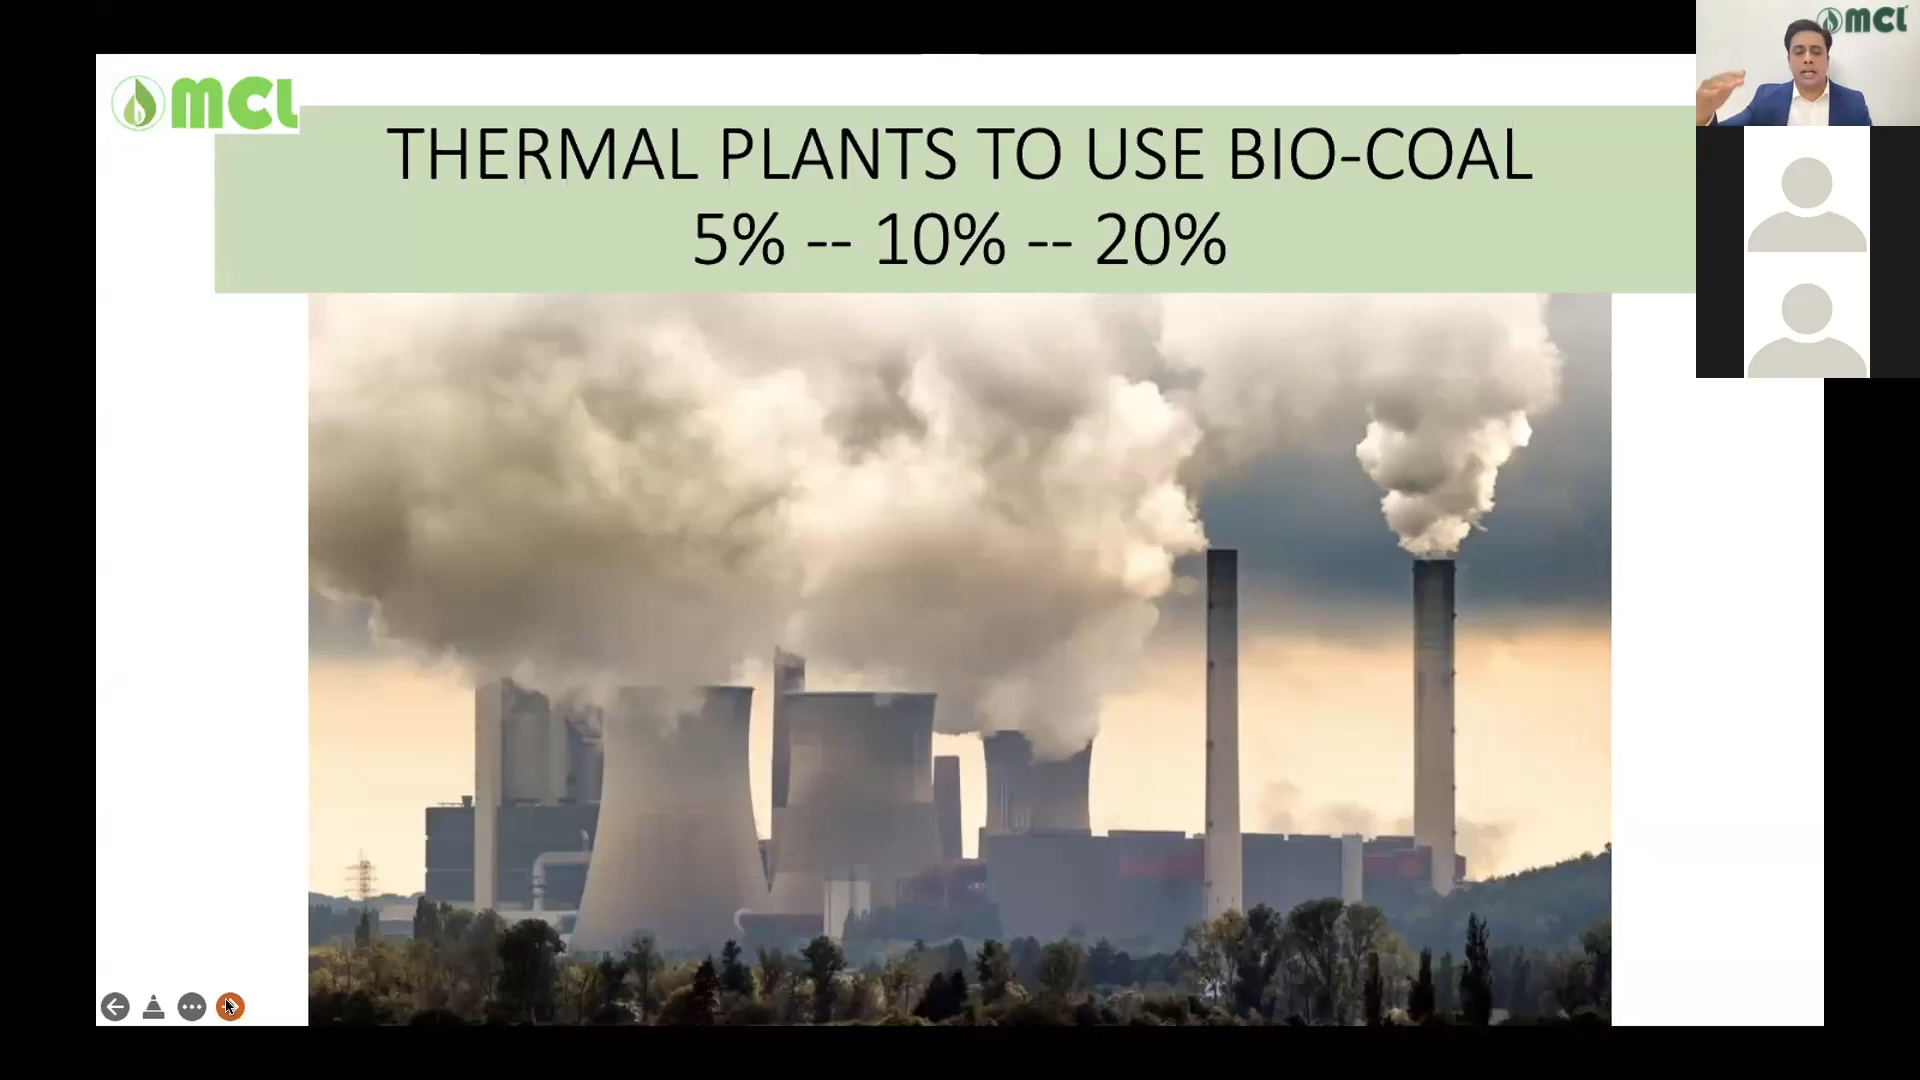 MCL
MCL
THERMAL PLANTS TO USE BIO-COAL
5% -- 10% -- 20%